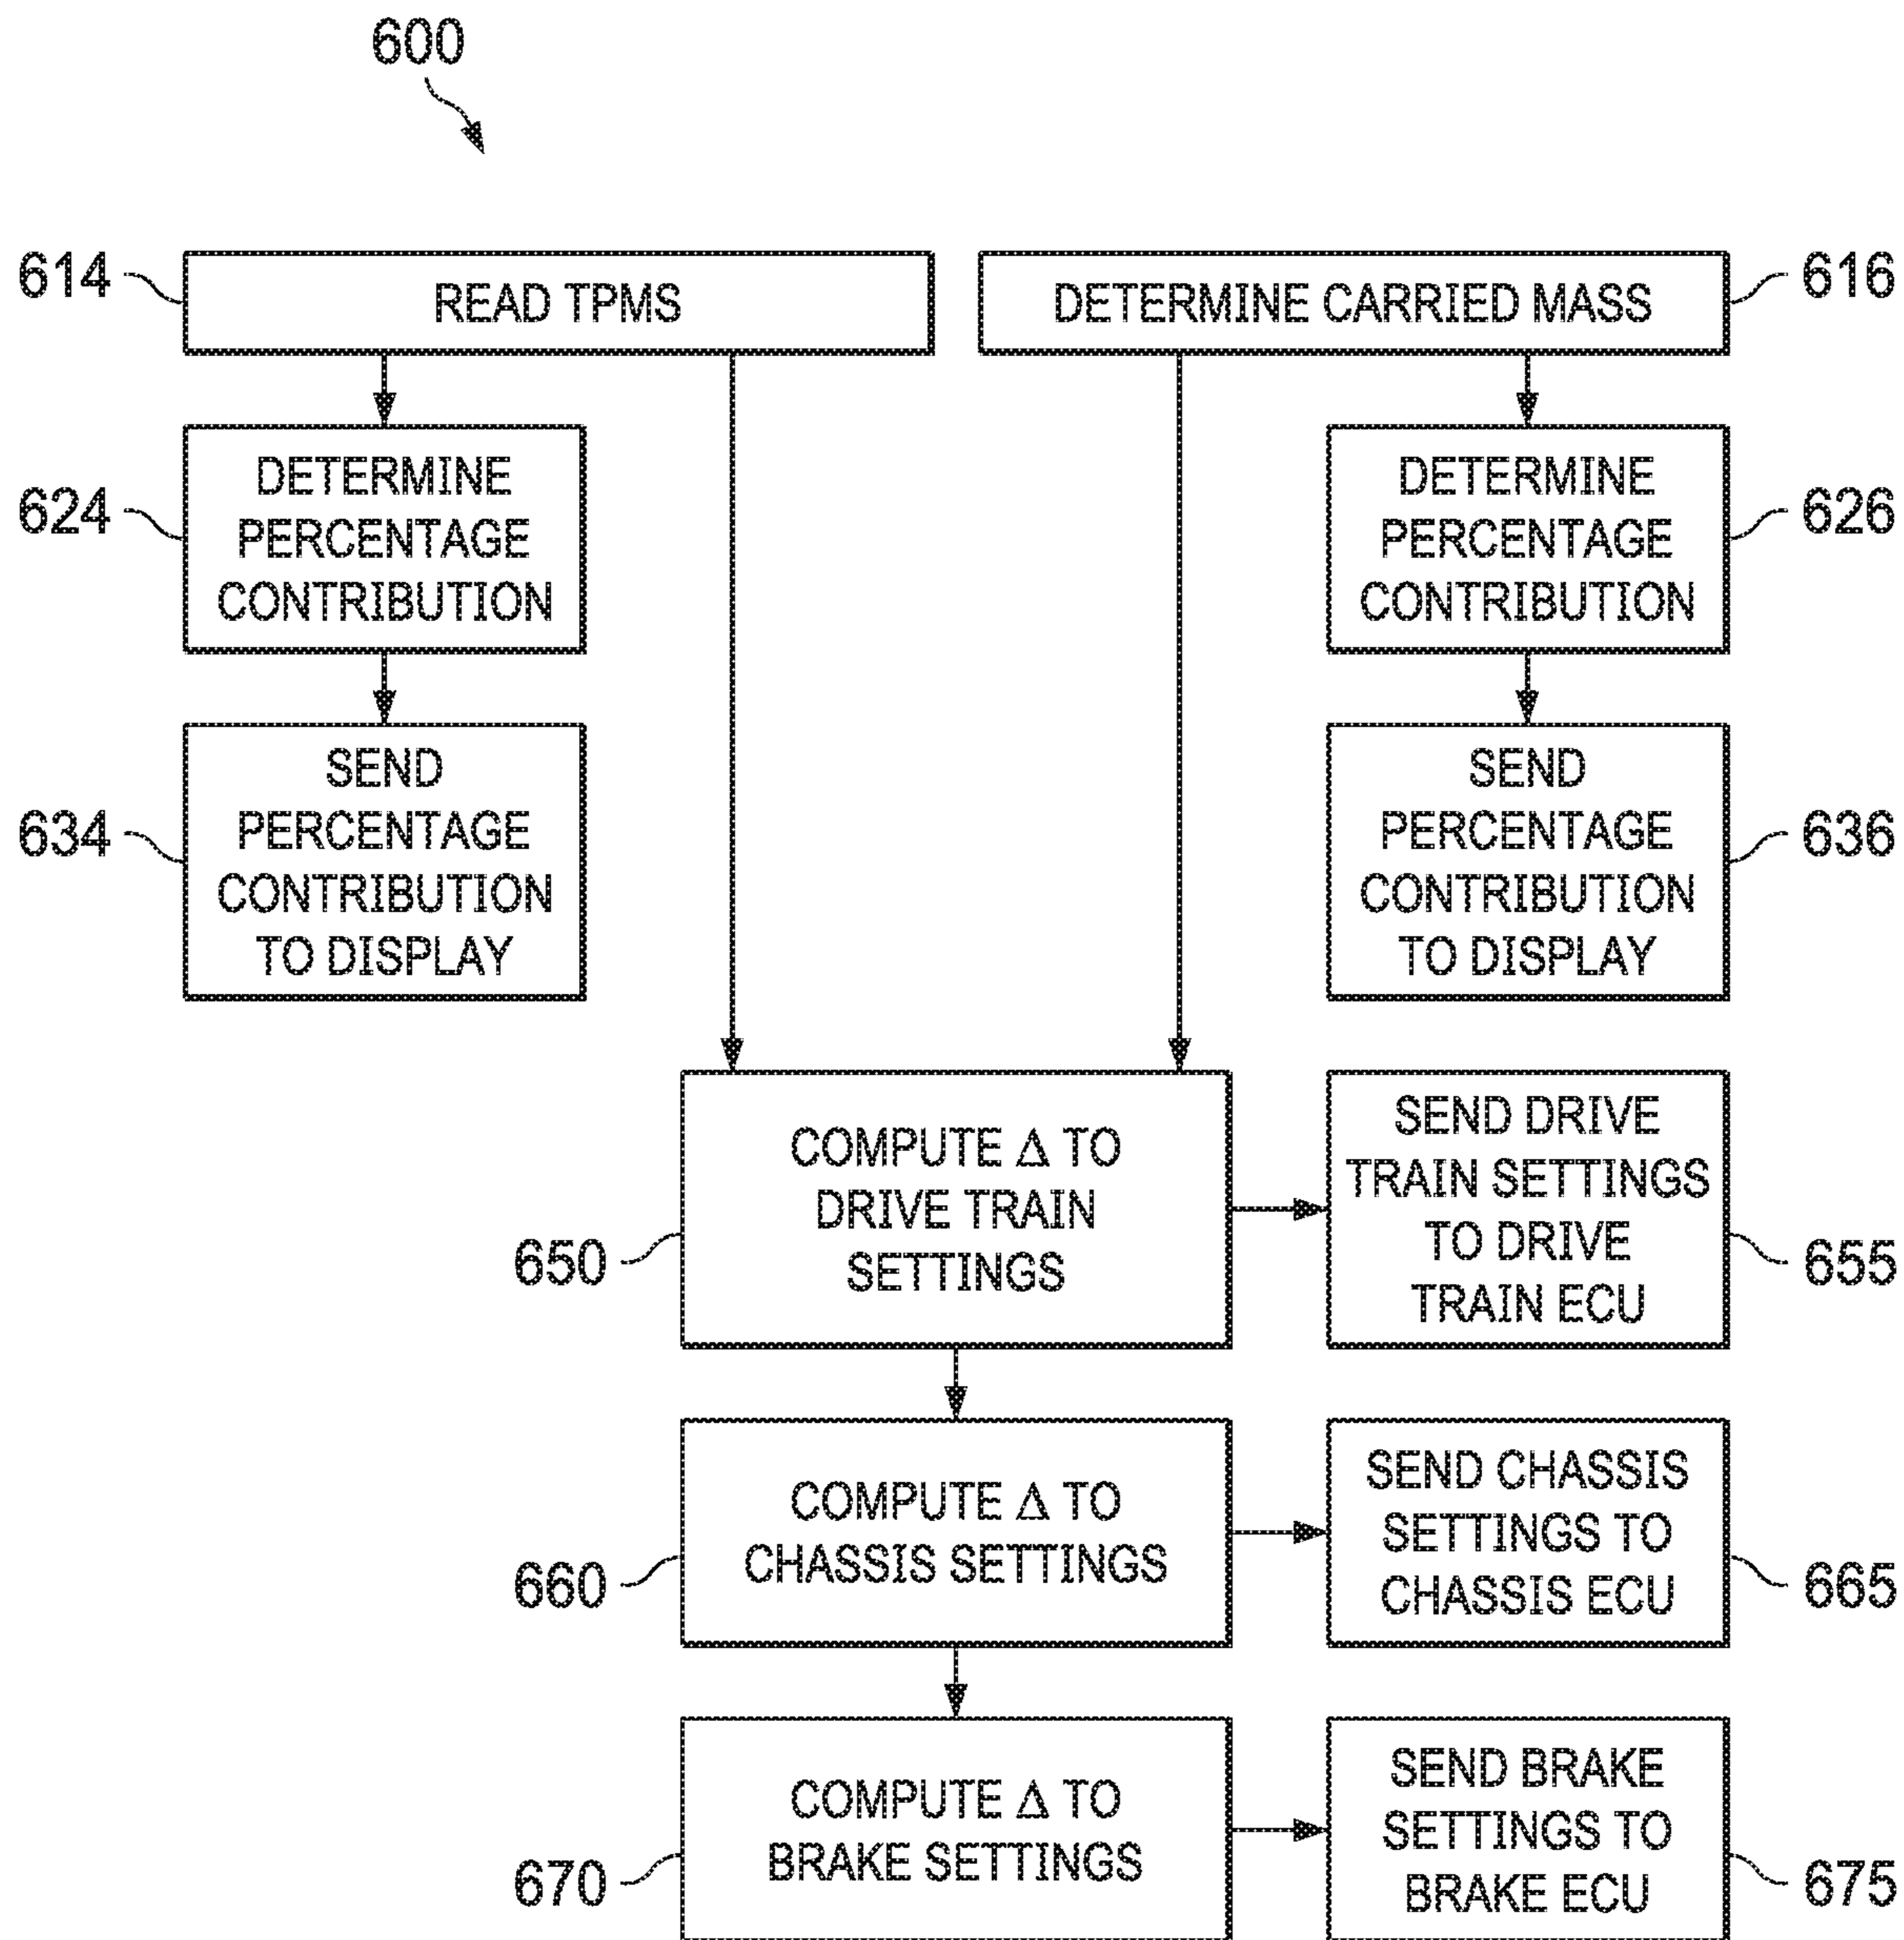 600
614
READ TPMS
DETERMINE CARRIED MASS
616
624
DETERMINE
PERCENTAGE
CONTRIBUTION
DETERMINE
PERCENTAGE
CONTRIBUTION
626
634
SEND
PERCENTAGE
CONTRIBUTION
TO DISPLAY
SEND
PERCENTAGE
CONTRIBUTION
TO DISPLAY
636
650
COMPUTE Δ TO
DRIVE TRAIN
SETTINGS
SEND DRIVE
TRAIN SETTINGS
TO DRIVE
TRAIN ECU
655
660
COMPUTE Δ TO
CHASSIS SETTINGS
SEND CHASSIS
SETTINGS TO
CHASSIS ECU
665
670
COMPUTE Δ TO
BRAKE SETTINGS
SEND BRAKE
SETTINGS TO
BRAKE ECU
675